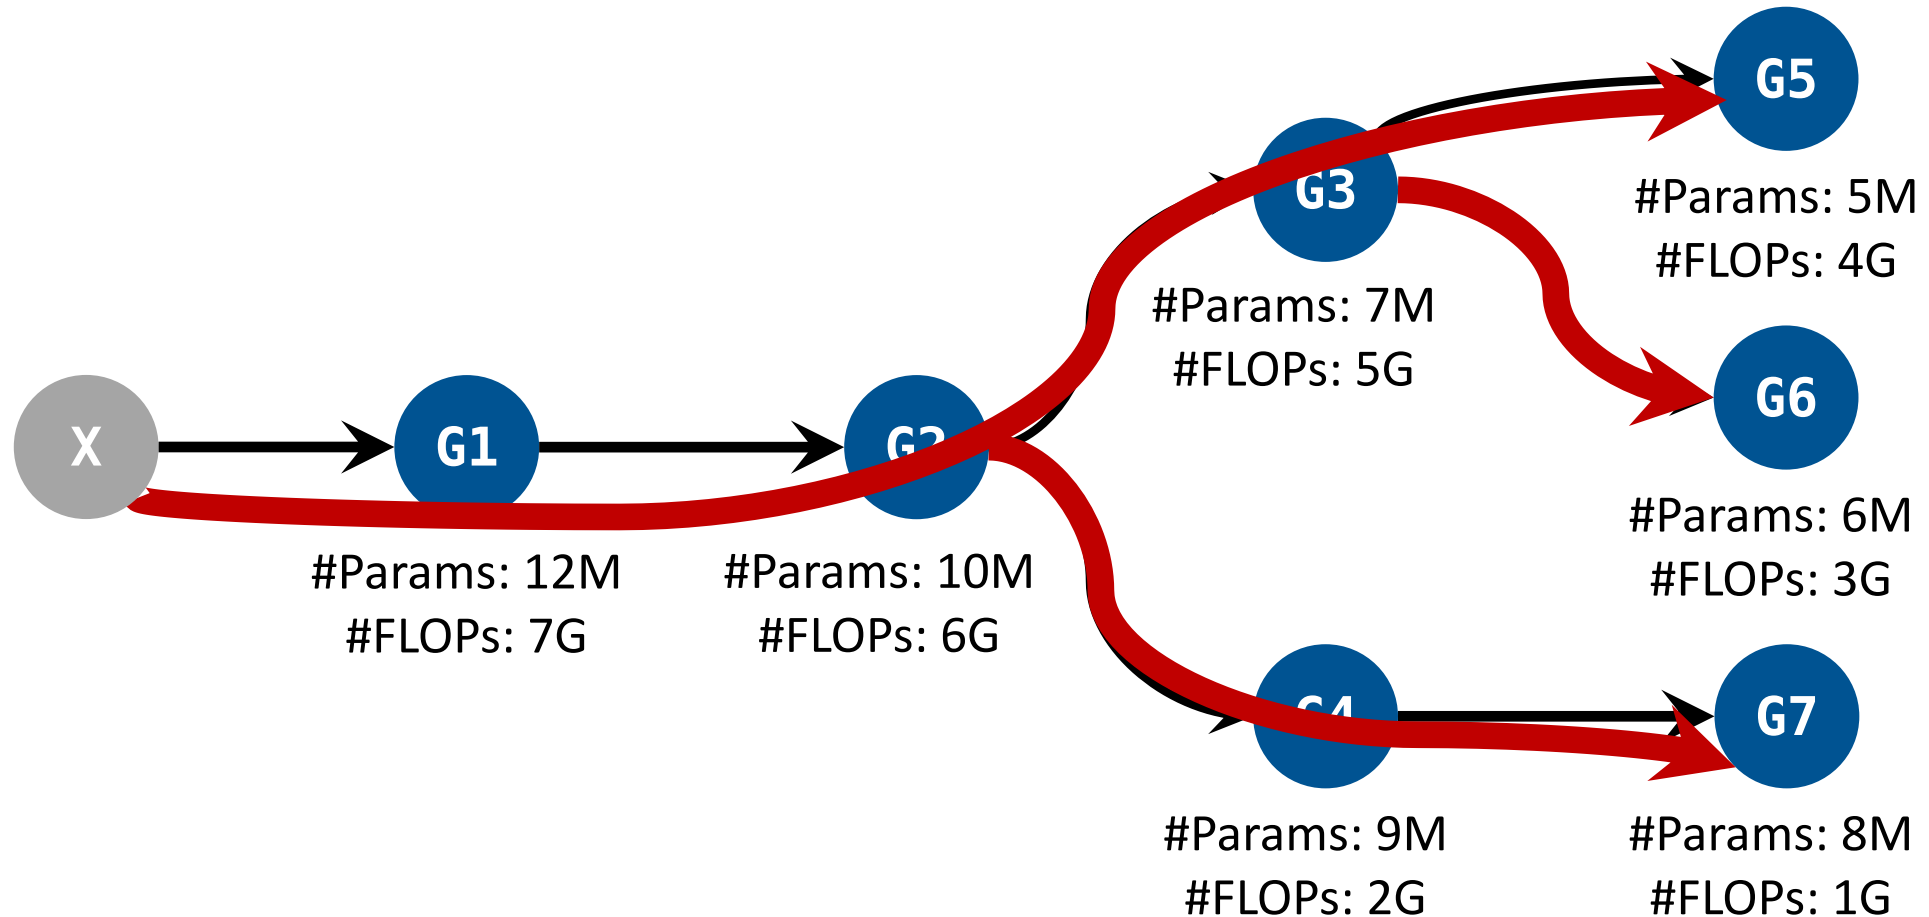 G5
#Params: 5M
#FLOPs: 4G
G3
#Params: 7M
#FLOPs: 5G
G6
#Params: 6M
#FLOPs: 3G
X
G1
#Params: 12M
#FLOPs: 7G
G2
#Params: 10M
#FLOPs: 6G
G4
#Params: 9M
#FLOPs: 2G
G7
#Params: 8M
#FLOPs: 1G